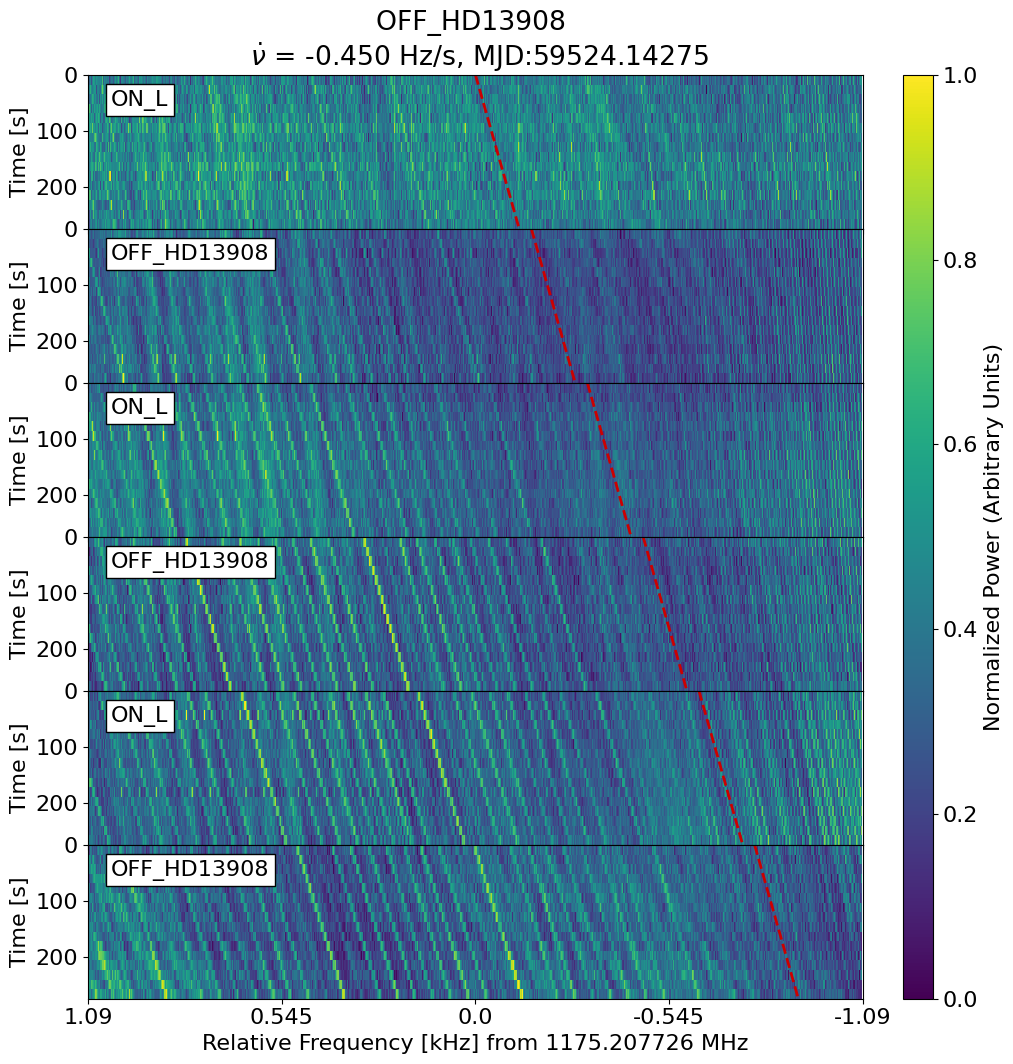 OFF_HD13908
ν̇ = -0.450 Hz/s, MJD:59524.14275
0
ON_L
100
Time [s]
200
0
OFF_HD13908
100
Time [s]
200
0
ON_L
100
Time [s]
200
0
OFF_HD13908
100
Time [s]
200
0
ON_L
100
Time [s]
200
0
OFF_HD13908
100
Time [s]
200
1.09 0.545 0.0 -0.545 -1.09
Relative Frequency [kHz] from 1175.207726 MHz
1.0
0.8
0.6
0.4
0.2
0.0
Normalized Power (Arbitrary Units)